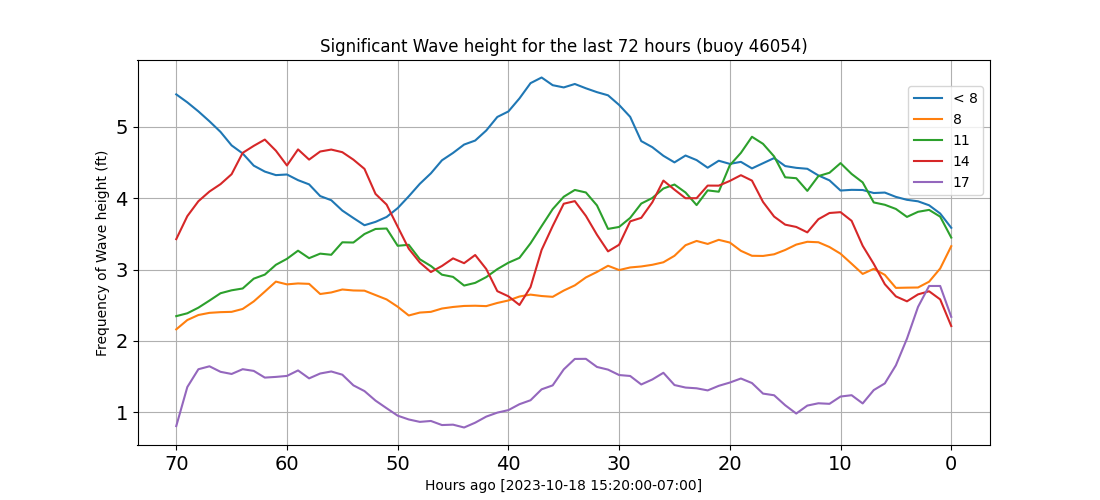 Significant Wave height for the last 72 hours (buoy 46054)
Frequency of Wave height (ft)
5
4
3
2
1
< 8
8
11
14
17
70 60 50 40 30 20 10 0
Hours ago [2023-10-18 15:20:00-07:00]